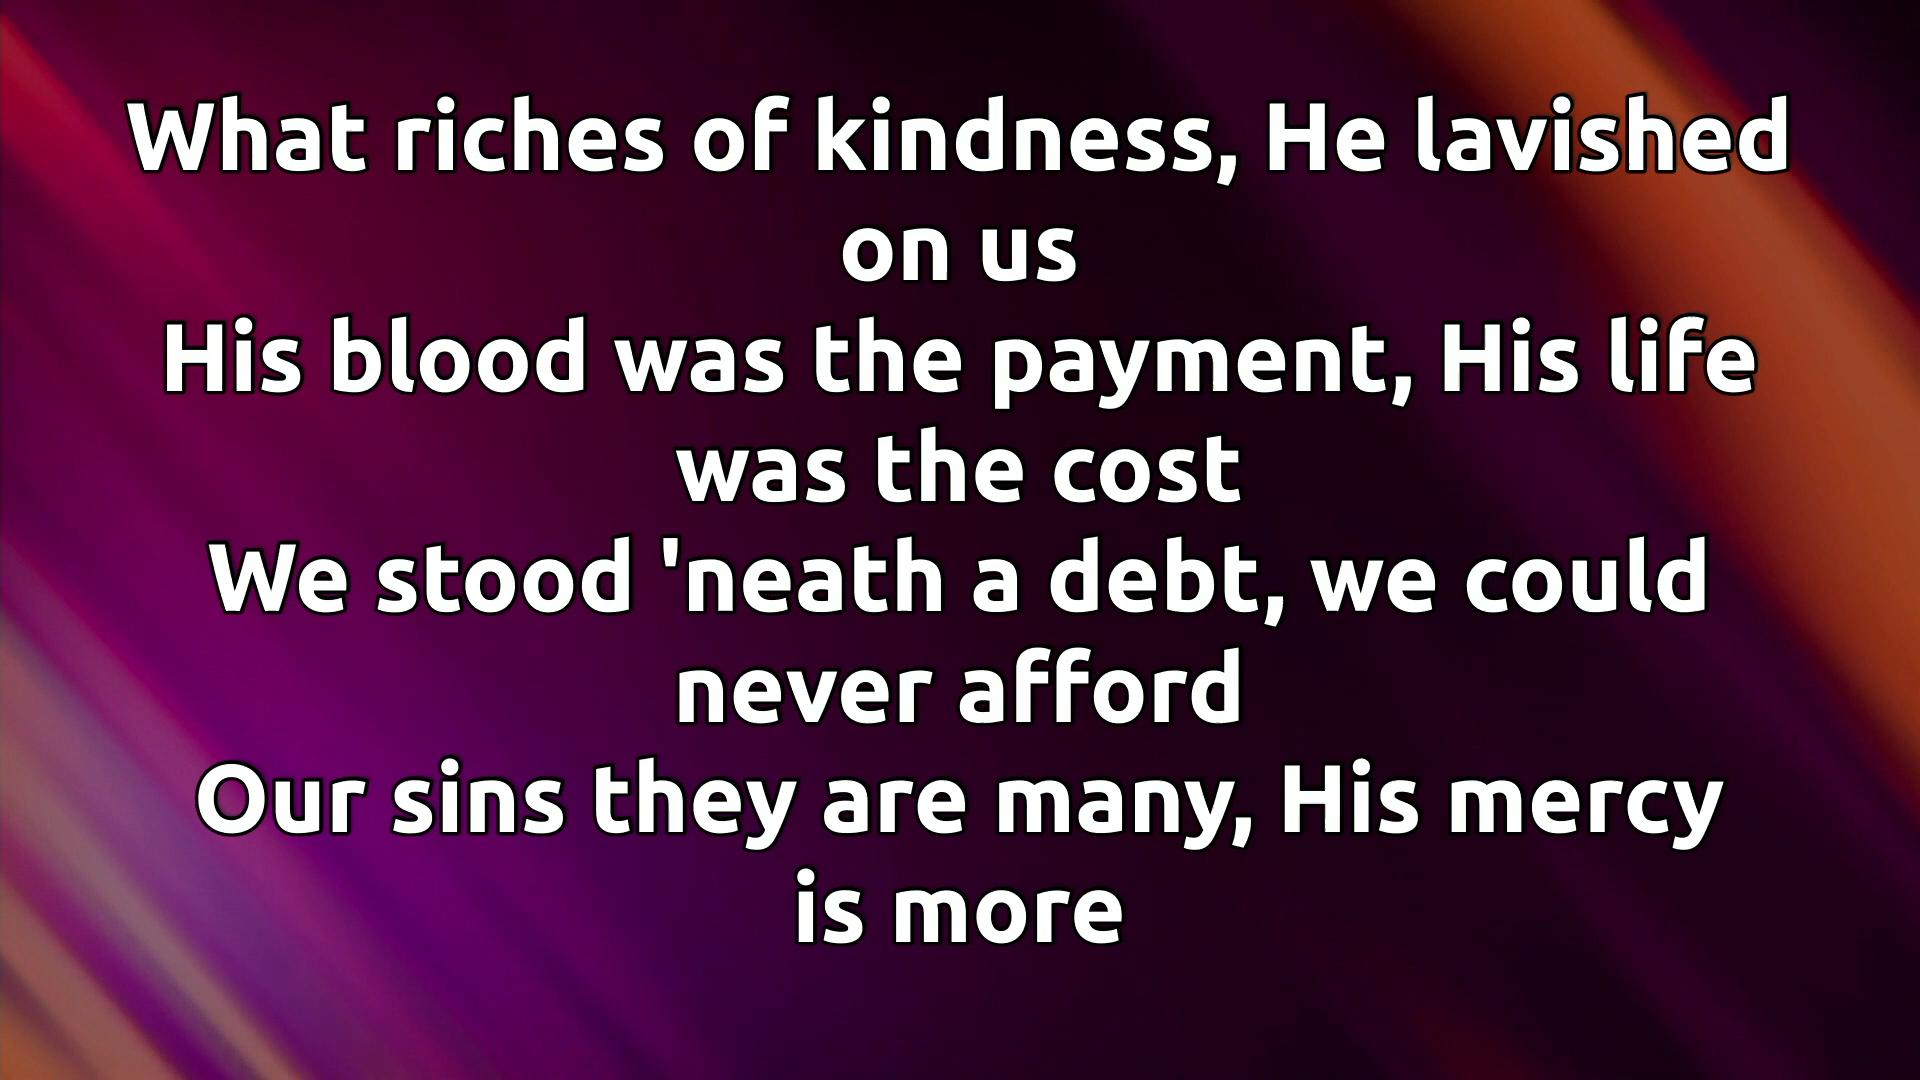 What riches of kindness, He lavished
on us
His blood was the payment, His life
was the cost
We stood 'neath a debt, we could
never afford
Our sins they are many, His mercy
is more